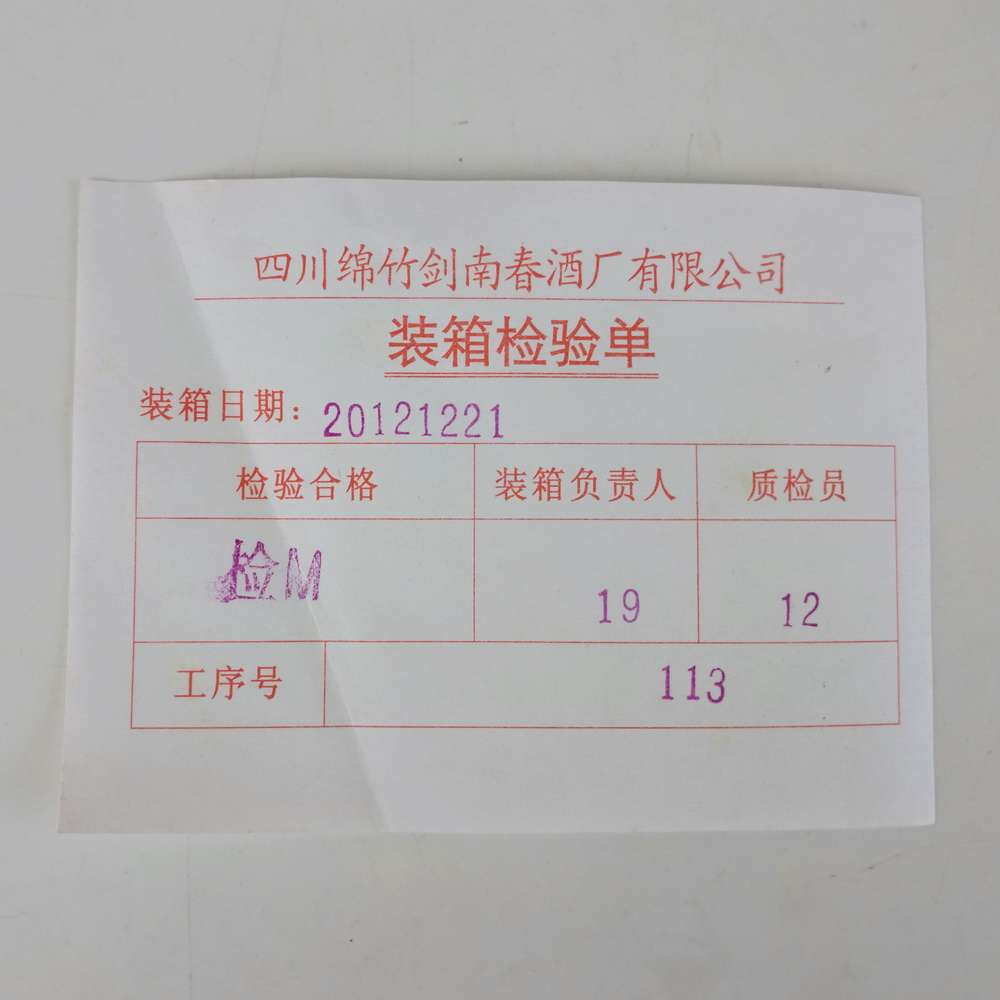 四川绵竹剑南春酒厂有限公司
装箱检验单
装箱日期：20121221
检验合格 装箱负责人 质检员
检M 19 12
工序号 113